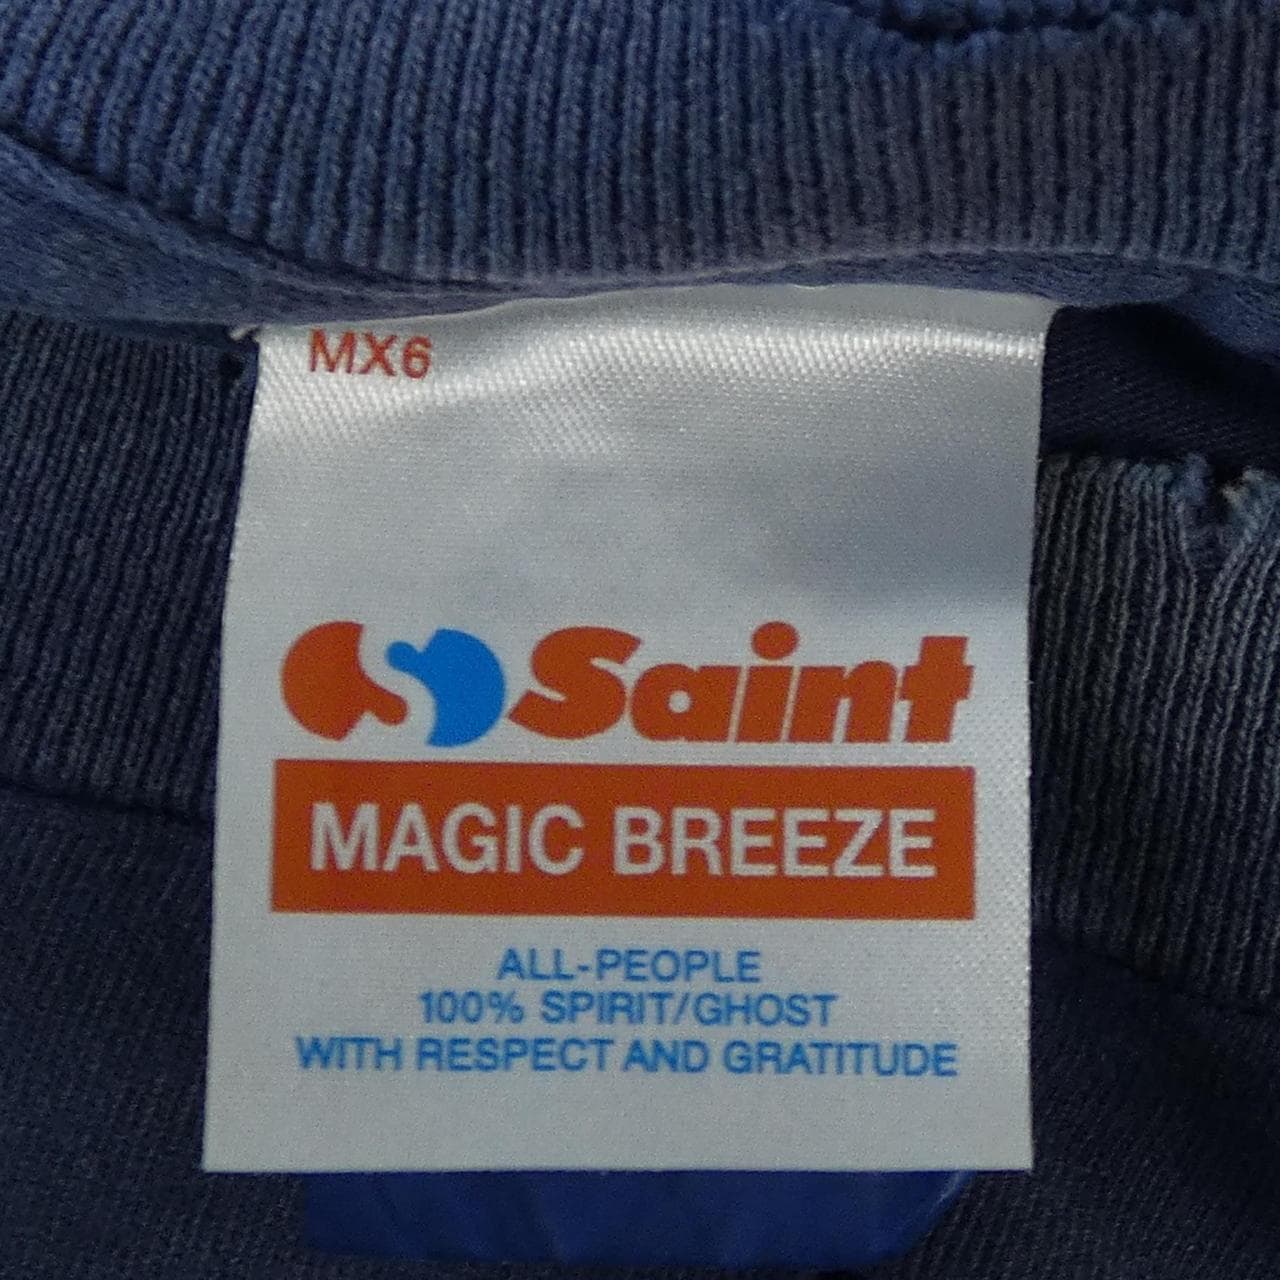 MX6
Saint
MAGIC BREEZE
ALL-PEOPLE
100% SPIRIT/GHOST
WITH RESPECT AND GRATITUDE